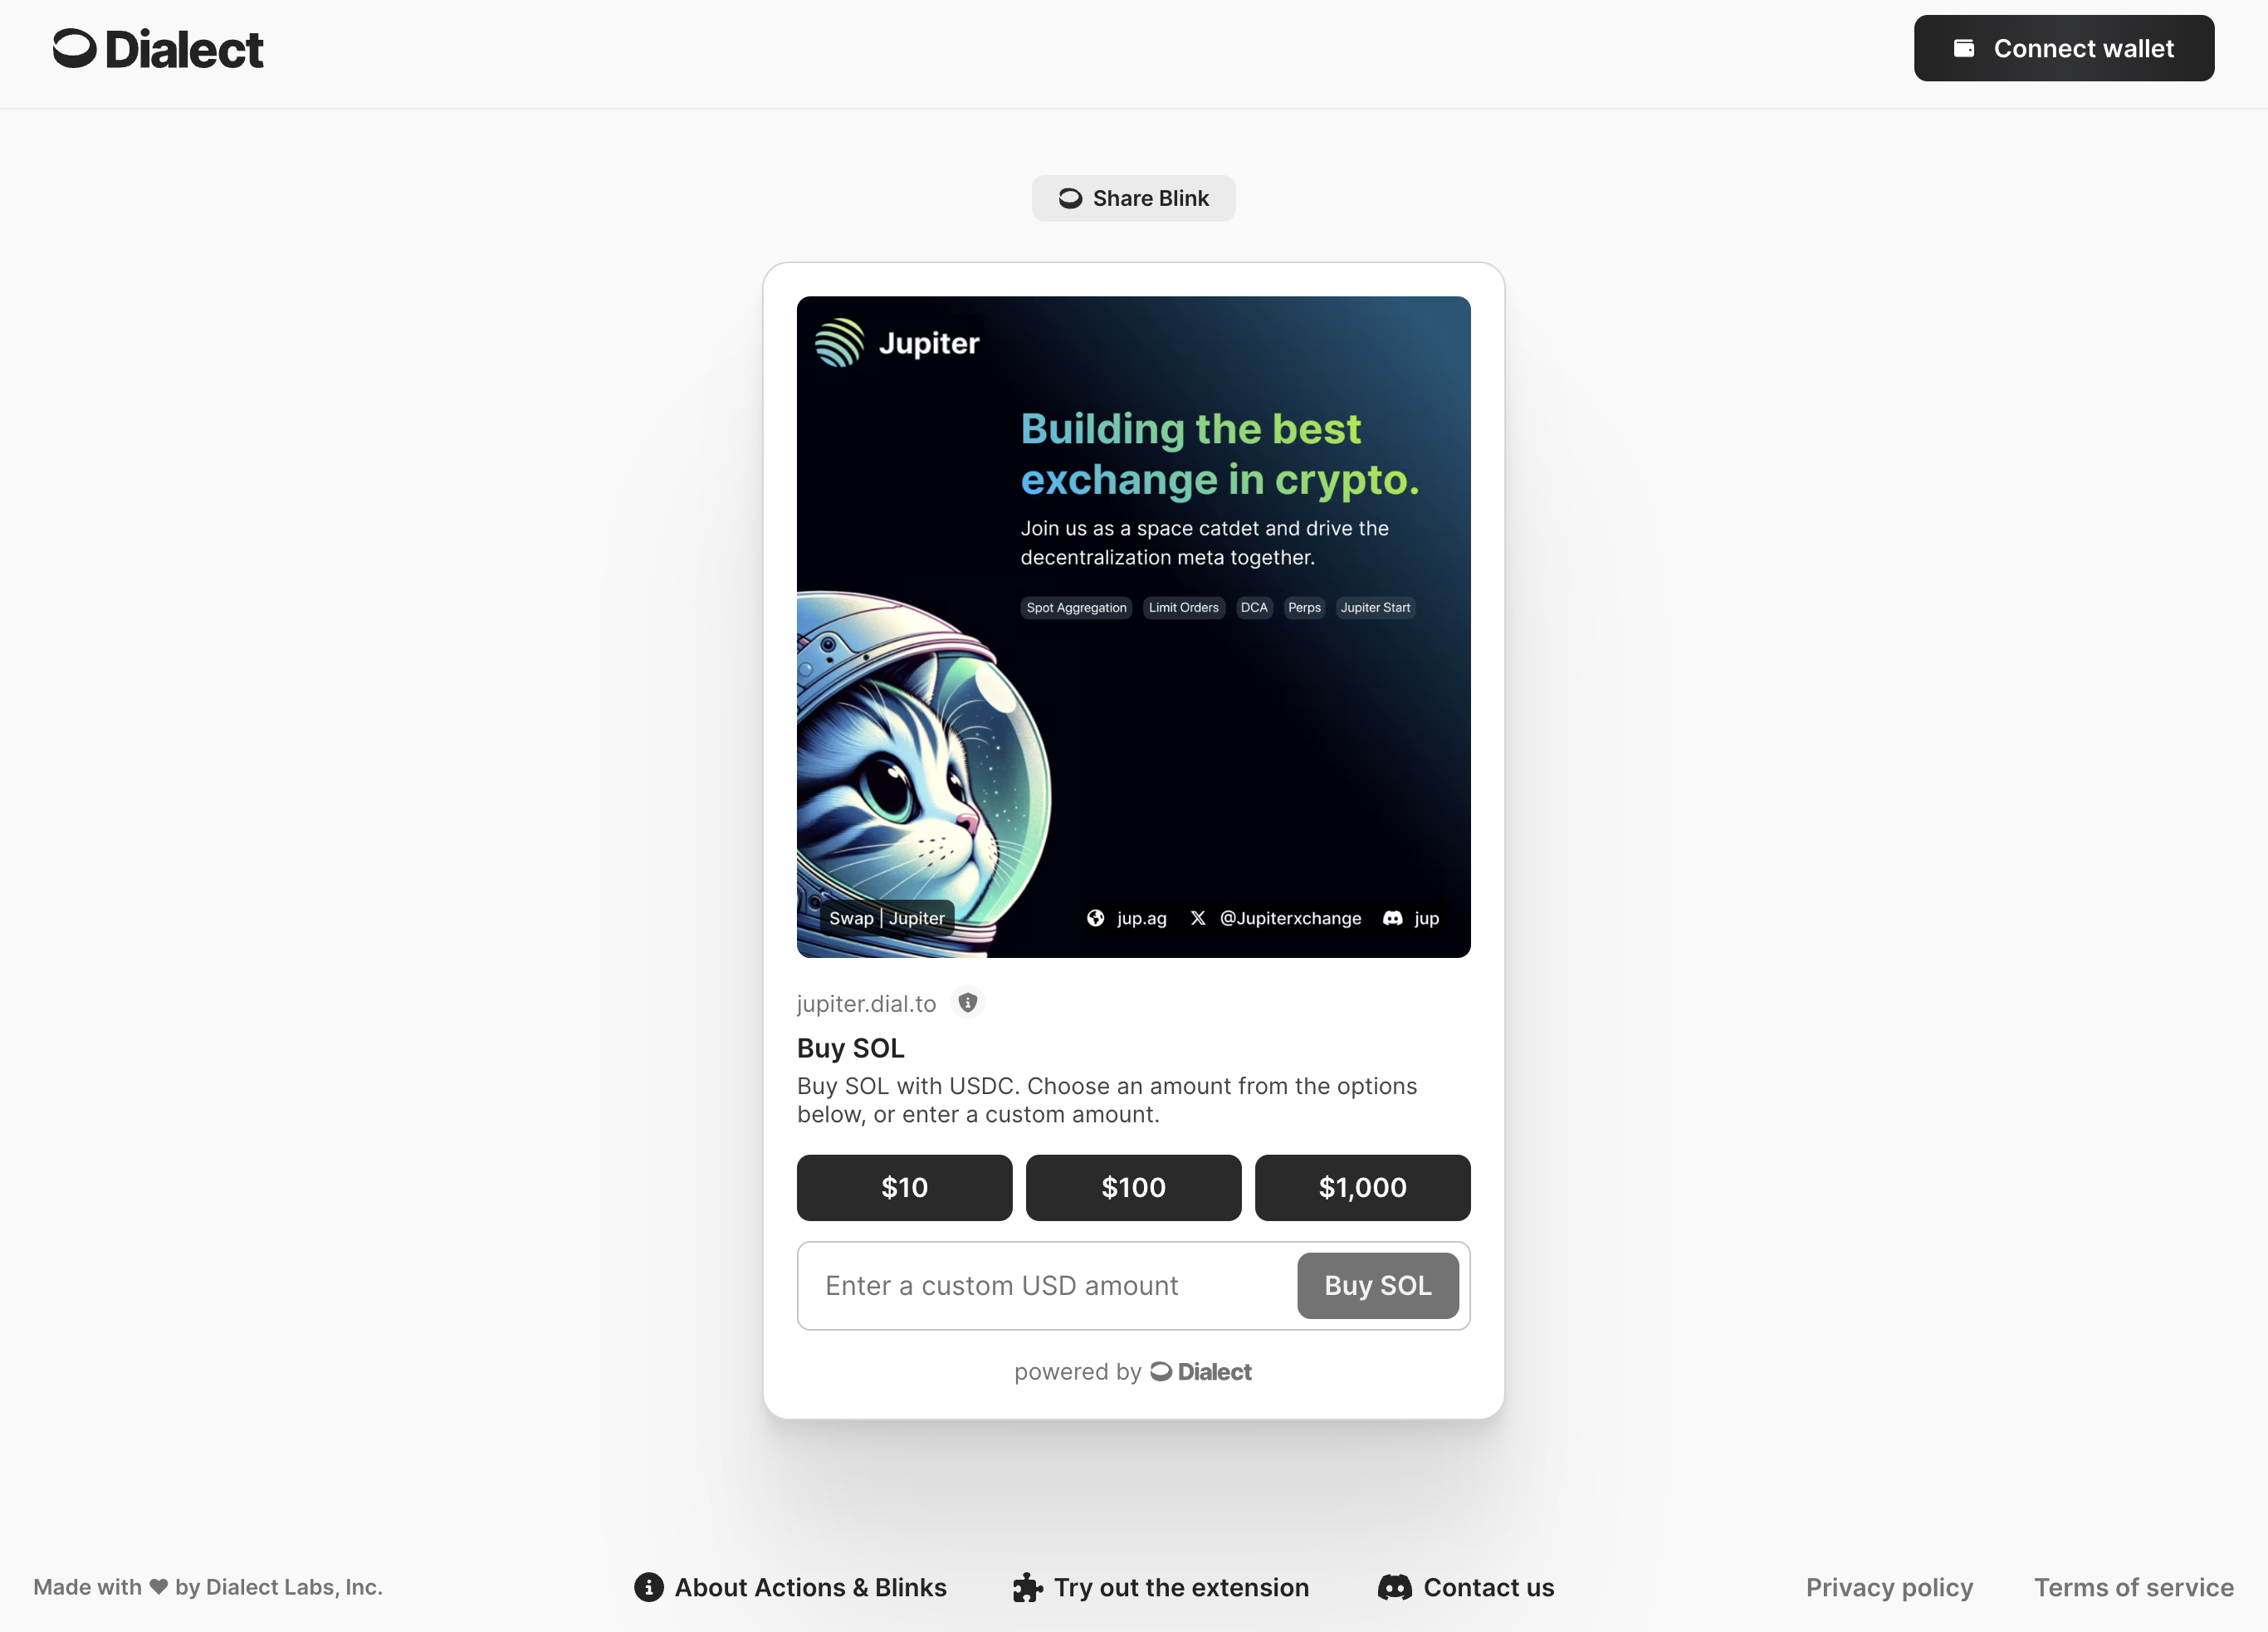 Dialect
Connect wallet
Share Blink
Jupiter
Building the best
exchange in crypto.
Join us as a space catdet and drive the
decentralization meta together.
Spot Aggregation Limit Orders DCA Perps Jupiter Start
Swap | Jupiter jup.ag @Jupiterxchange jup
jupiter.dial.to
Buy SOL
Buy SOL with USDC. Choose an amount from the options
below, or enter a custom amount.
$10 $100 $1,000
Enter a custom USD amount Buy SOL
powered by Dialect
Made with ♥ by Dialect Labs, Inc. About Actions & Blinks Try out the extension Contact us Privacy policy Terms of service